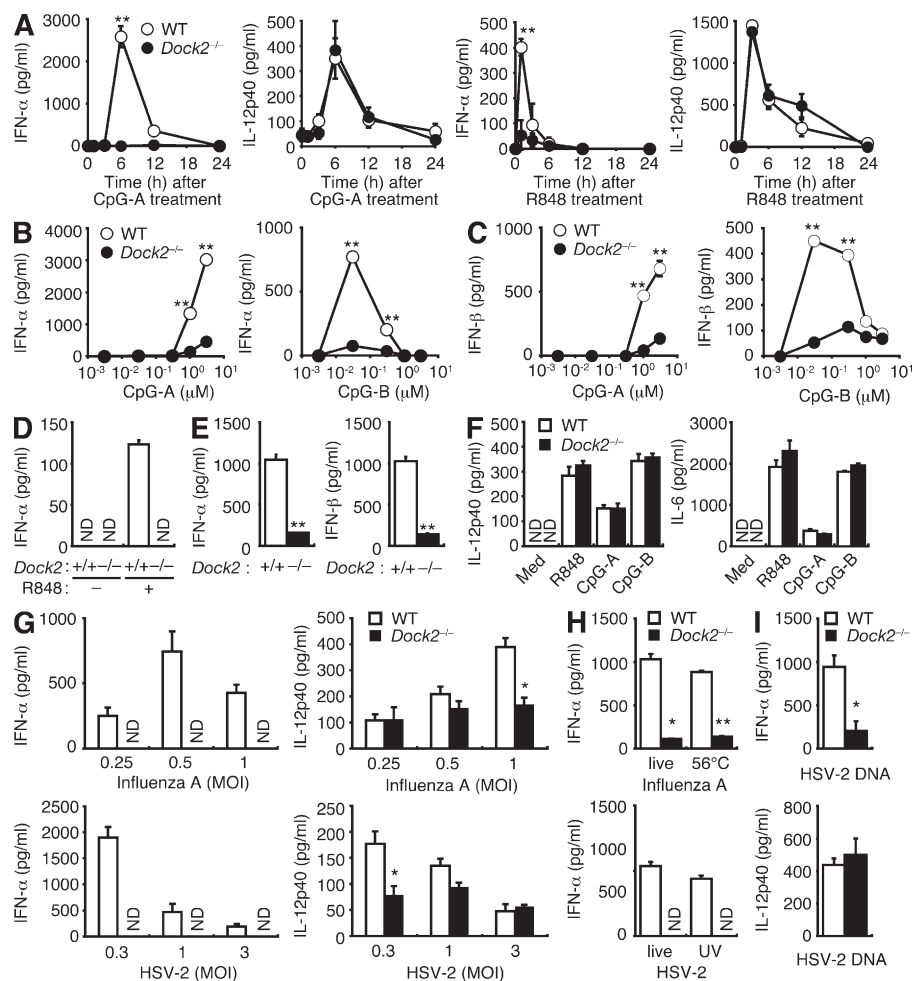 A
IFN-α (pg/ml)
3000
2000
1000
0
**
WT
Dock2–/–
0 6 12 18 24
Time (h) after
CpG-A treatment
IL-12p40 (pg/ml)
500
400
300
200
100
0
0 6 12 18 24
Time (h) after
CpG-A treatment
IFN-α (pg/ml)
500
400
300
200
100
0
**
0 6 12 18 24
Time (h) after
R848 treatment
IL-12p40 (pg/ml)
1500
1000
500
0
0 6 12 18 24
Time (h) after
R848 treatment
B
IFN-α (pg/ml)
4000
3000
2000
1000
0
WT
Dock2–/–
**
**
10-3 10-2 10-1 100 101
CpG-A (μM)
IFN-α (pg/ml)
1000
500
0
**
**
10-3 10-2 10-1 100 101
CpG-B (μM)
C
IFN-β (pg/ml)
1000
500
0
WT
Dock2–/–
**
**
10-3 10-2 10-1 100 101
CpG-A (μM)
IFN-β (pg/ml)
500
400
300
200
100
0
**
**
10-3 10-2 10-1 100 101
CpG-B (μM)
D
IFN-α (pg/ml)
150
100
50
0
ND ND ND
Dock2 : +/+ –/– +/+ –/–
R848 : – +
E
IFN-α (pg/ml)
1500
1000
500
0
**
Dock2 : +/+ –/–
IFN-β (pg/ml)
1500
1000
500
0
**
Dock2 : +/+ –/–
F
IL-12p40 (pg/ml)
500
400
300
200
100
0
WT
Dock2–/–
ND ND
Med R848 CpG-A CpG-B
IL-6 (pg/ml)
3000
2000
1000
0
ND ND
Med R848 CpG-A CpG-B
G
IFN-α (pg/ml)
1000
500
0
ND ND ND
0.25 0.5 1
Influenza A (MOI)
IL-12p40 (pg/ml)
500
400
300
200
100
0
WT
Dock2–/–
*
0.25 0.5 1
Influenza A (MOI)
H
IFN-α (pg/ml)
1500
1000
500
0
WT
Dock2–/–
*
**
live 56°C
Influenza A
I
IFN-α (pg/ml)
1500
1000
500
0
WT
Dock2–/–
*
HSV-2 DNA
IFN-α (pg/ml)
2500
2000
1500
1000
500
0
ND ND ND
0.3 1 3
HSV-2 (MOI)
IL-12p40 (pg/ml)
250
200
150
100
50
0
*
0.3 1 3
HSV-2 (MOI)
IFN-α (pg/ml)
1500
1000
500
0
ND ND
live UV
HSV-2
IL-12p40 (pg/ml)
800
600
400
200
0
HSV-2 DNA